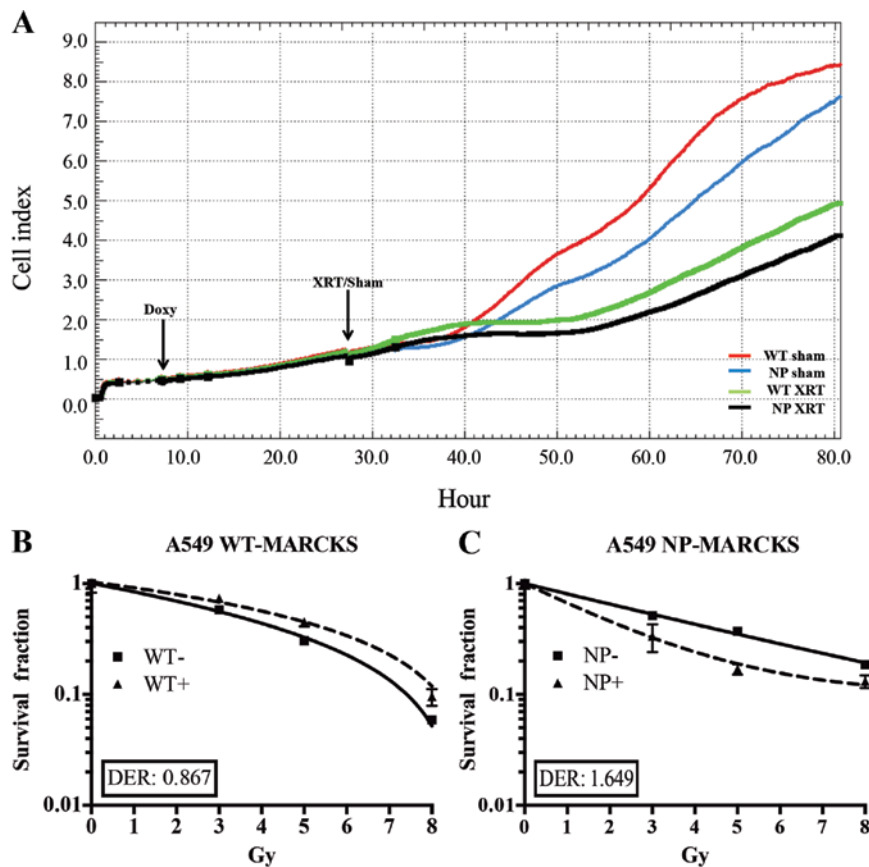 A
9.0
8.0
7.0
6.0
5.0
4.0
3.0
2.0
1.0
0.0
Cell index
Doxy
XRT/Sham
WT sham
NP sham
WT XRT
NP XRT
0.0 10.0 20.0 30.0 40.0 50.0 60.0 70.0 80.0
Hour
B
A549 WT-MARCKS
Survival fraction
1
0.1
0.01
WT-
WT+
DER: 0.867
0 1 2 3 4 5 6 7 8
Gy
C
A549 NP-MARCKS
Survival fraction
1
0.1
0.01
NP-
NP+
DER: 1.649
0 1 2 3 4 5 6 7 8
Gy